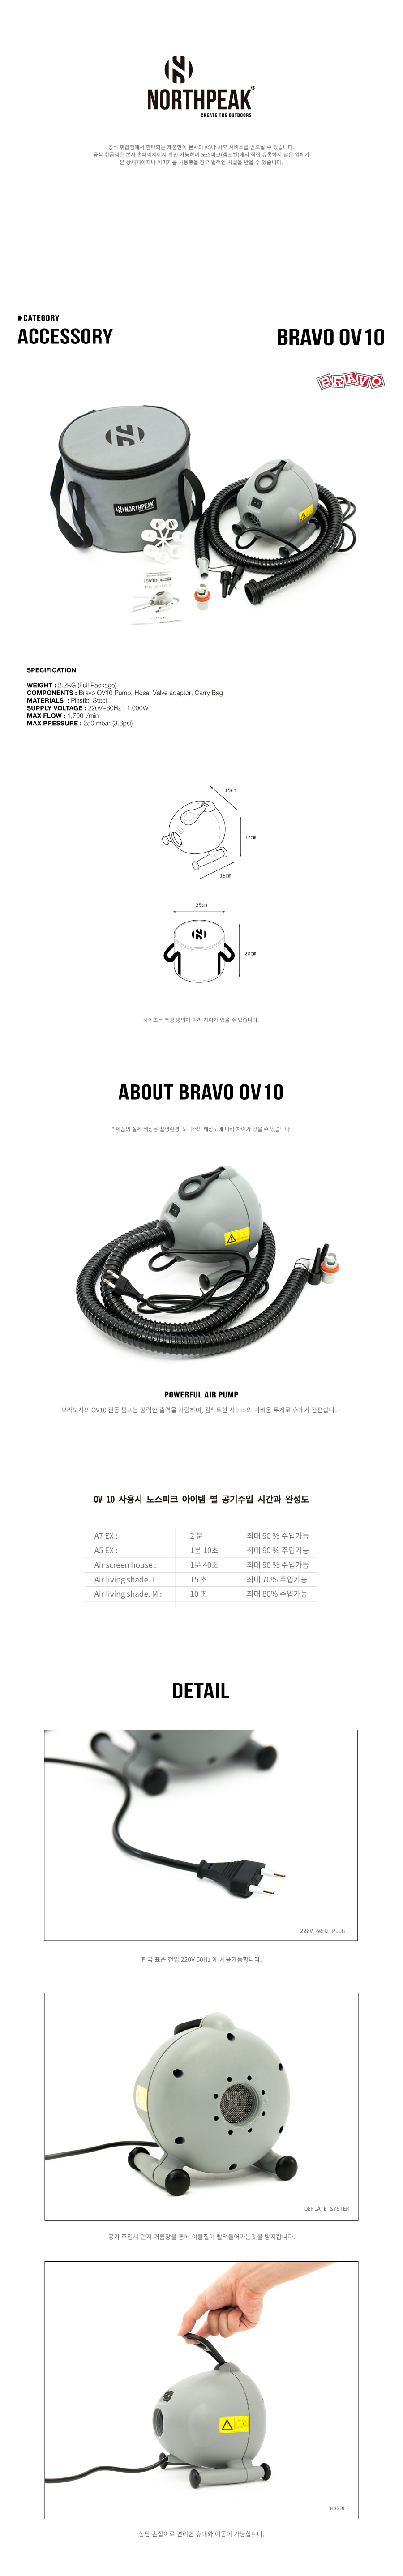 NORTHPEAK®
CREATE THE OUTDOORS
공식 취급점에서 판매되는 제품만이 본사의 AS나 사후 서비스를 받으실 수 있습니다.
공식 취급점은 본사 홈페이지에서 확인 가능하며 노스피크(캠프빌)에서 직접 유통하지 않은 업체가
본 상세페이지나 이미지를 사용했을 경우 법적인 처벌을 받을 수 있습니다.
CATEGORY
ACCESSORY
BRAVO OV10
BRAVO
NORTHPEAK
SPECIFICATION
WEIGHT : 2.2KG (Full Package)
COMPONENTS : Bravo OV10 Pump, Hose, Valve adaptor, Carry Bag
MATERIALS : Plastic, Steel
SUPPLY VOLTAGE : 220V~60Hz ; 1,000W
MAX FLOW : 1,700 l/min
MAX PRESSURE : 250 mbar (3.6psi)
15cm
17cm
16cm
25cm
20cm
사이즈는 측정 방법에 따라 차이가 있을 수 있습니다.
ABOUT BRAVO OV10
* 제품의 실제 색상은 촬영환경, 모니터의 해상도에 따라 차이가 있을 수 있습니다.
POWERFUL AIR PUMP
브라보사의 OV10 전동 펌프는 강력한 출력을 자랑하며, 컴팩트한 사이즈와 가벼운 무게로 휴대가 간편합니다.
OV 10 사용시 노스피크 아이템 별 공기주입 시간과 완성도
A7 EX : 2 분 최대 90 % 주입가능
A5 EX : 1분 10초 최대 90 % 주입가능
Air screen house : 1분 40초 최대 90 % 주입가능
Air living shade. L : 15 초 최대 70% 주입가능
Air living shade. M : 10 초 최대 80% 주입가능
DETAIL
220V 60Hz PLUG
한국 표준 전압 220V 60Hz 에 사용가능합니다.
DEFLATE SYSTEM
공기 주입시 먼지 거름망을 통해 이물질이 빨려들어가는것을 방지합니다.
HANDLE
상단 손잡이로 편리한 휴대와 이동이 가능합니다.